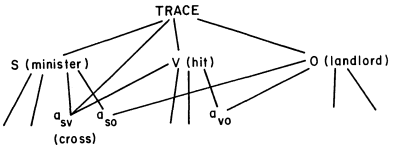 TRACE
S (minister) V (hit) O (landlord)
a_sv a_so a_vo
(cross)